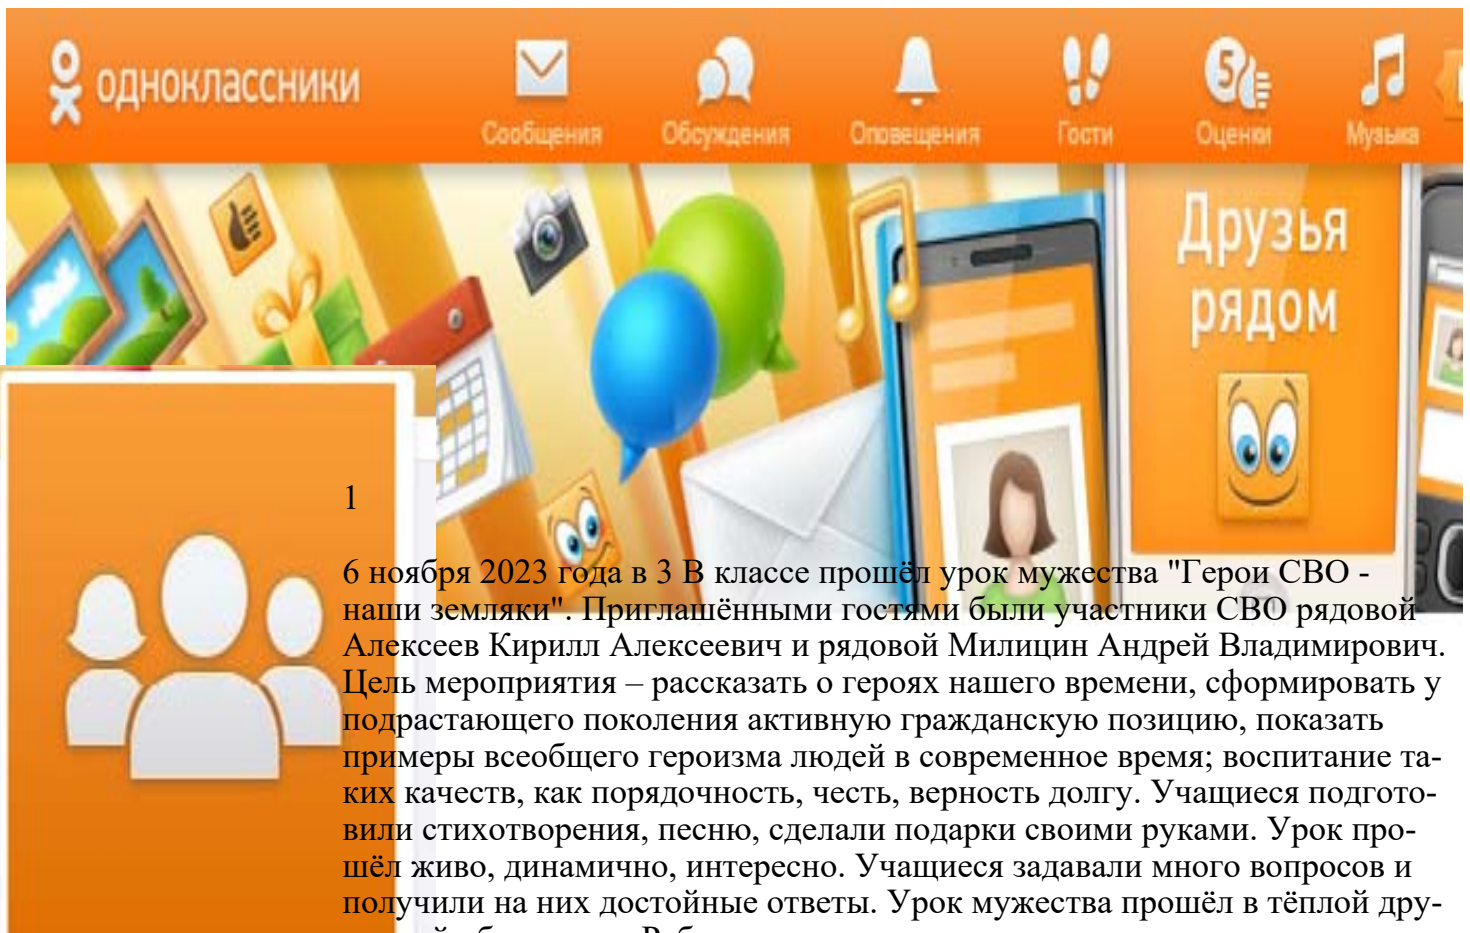 одноклассники
Сообщения
Обсуждения
Оповещения
Гости
5
Оценки
Музыка
Друзья
рядом
1
6 ноября 2023 года в 3 В классе прошёл урок мужества "Герои СВО -
наши земляки". Приглашёнными гостями были участники СВО рядовой
Алексеев Кирилл Алексеевич и рядовой Милицин Андрей Владимирович.
Цель мероприятия – рассказать о героях нашего времени, сформировать у
подрастающего поколения активную гражданскую позицию, показать
примеры всеобщего героизма людей в современное время; воспитание та-
ких качеств, как порядочность, честь, верность долгу. Учащиеся подгото-
вили стихотворения, песню, сделали подарки своими руками. Урок про-
шёл живо, динамично, интересно. Учащиеся задавали много вопросов и
получили на них достойные ответы. Урок мужества прошёл в тёплой дру-